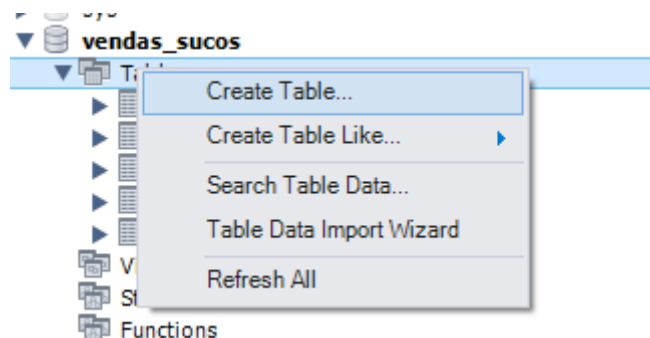 vendas_sucos
Create Table...
Create Table Like...
Search Table Data...
Table Data Import Wizard
Refresh All
Functions